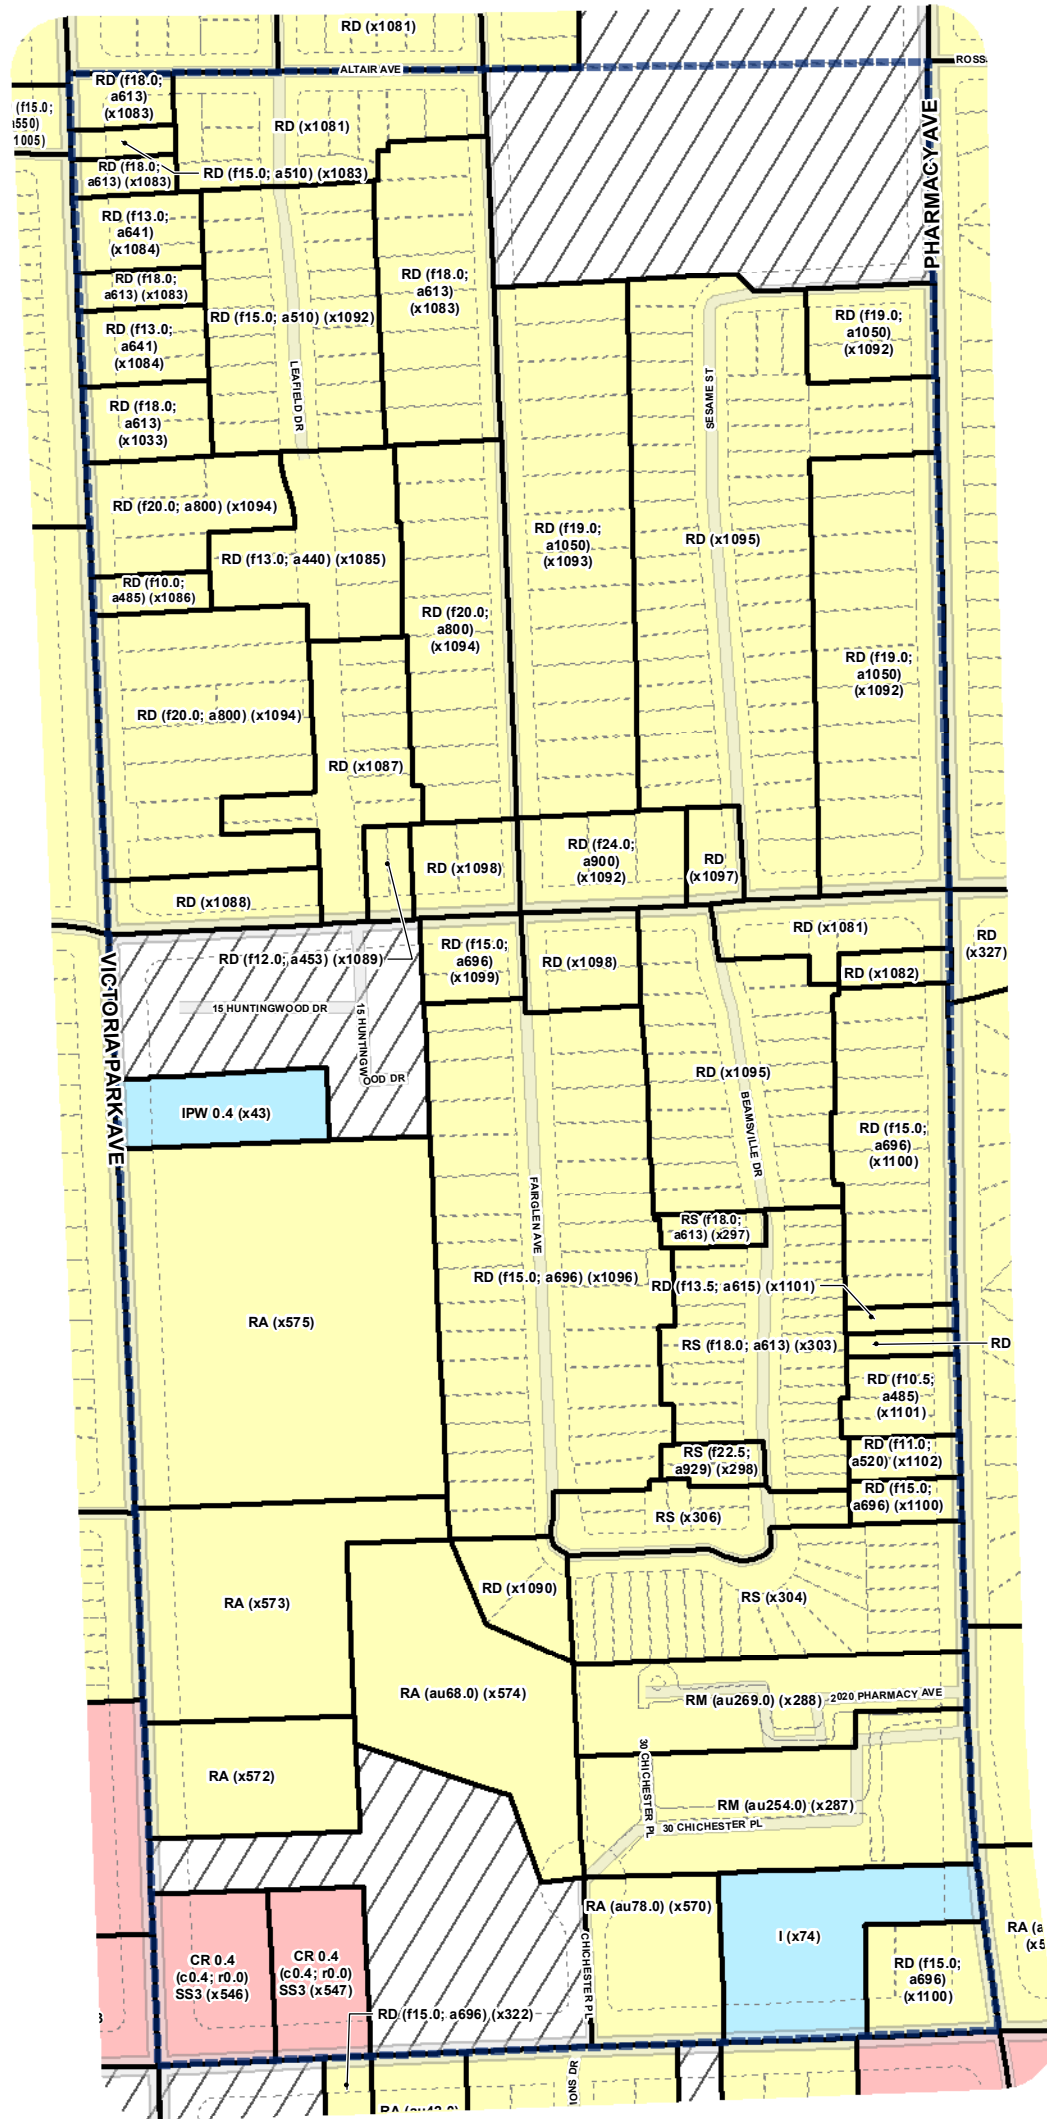 RD (x1081)
ALTAIR AVE
ROSS
RD (f18.0;
a613)
(x1083)
(f15.0;
a550)
1005)
RD (x1081)
RD (f18.0;
a613) (x1083)
RD (f15.0; a510) (x1083)
PHARMACY AVE
RD (f13.0;
a641)
(x1084)
RD (f18.0;
a613) (x1083)
RD (f18.0;
a613)
(x1083)
RD (f15.0; a510) (x1092)
RD (f13.0;
a641)
(x1084)
RD (f19.0;
a1050)
(x1092)
LEAFIELD DR
SESAME ST
RD (f18.0;
a613)
(x1033)
RD (f20.0; a800) (x1094)
RD (f19.0;
a1050)
(x1093)
RD (x1095)
RD (f13.0; a440) (x1085)
RD (f10.0;
a485) (x1086)
RD (f20.0;
a800)
(x1094)
RD (f19.0;
a1050)
(x1092)
RD (f20.0; a800) (x1094)
RD (x1087)
RD (x1098)
RD (f24.0;
a900)
(x1092)
RD
(x1097)
RD (x1088)
RD (x1081)
RD
(x327)
RD (f12.0; a453) (x1089)
RD (f15.0;
a696)
(x1099)
RD (x1098)
RD (x1082)
VICTORIA PARK AVE
15 HUNTINGWOOD DR
15 HUNTINGWOOD DR
RD (x1095)
IPW 0.4 (x43)
BEAMSVILLE DR
RD (f15.0;
a696)
(x1100)
FAIRGLEN AVE
RS (f18.0;
a613) (x297)
RD (f15.0; a696) (x1096)
RD (f13.5; a615) (x1101)
RA (x575)
RS (f18.0; a613) (x303)
RD
RD (f10.5;
a485)
(x1101)
RS (f22.5;
a929) (x298)
RD (f11.0;
a520) (x1102)
RD (f15.0;
a696) (x1100)
RS (x306)
RD (x1090)
RA (x573)
RS (x304)
RA (au68.0) (x574)
RM (au269.0) (x288)
2020 PHARMACY AVE
30 CHICHESTER PL
RA (x572)
RM (au254.0) (x287)
30 CHICHESTER PL
RA (au78.0) (x570)
I (x74)
RA (a
(x5
CHICHESTER PL
CR 0.4
(c0.4; r0.0)
SS3 (x546)
CR 0.4
(c0.4; r0.0)
SS3 (x547)
RD (f15.0;
a696)
(x1100)
RD (f15.0; a696) (x322)
3
IONS DR
RA (au42.0)